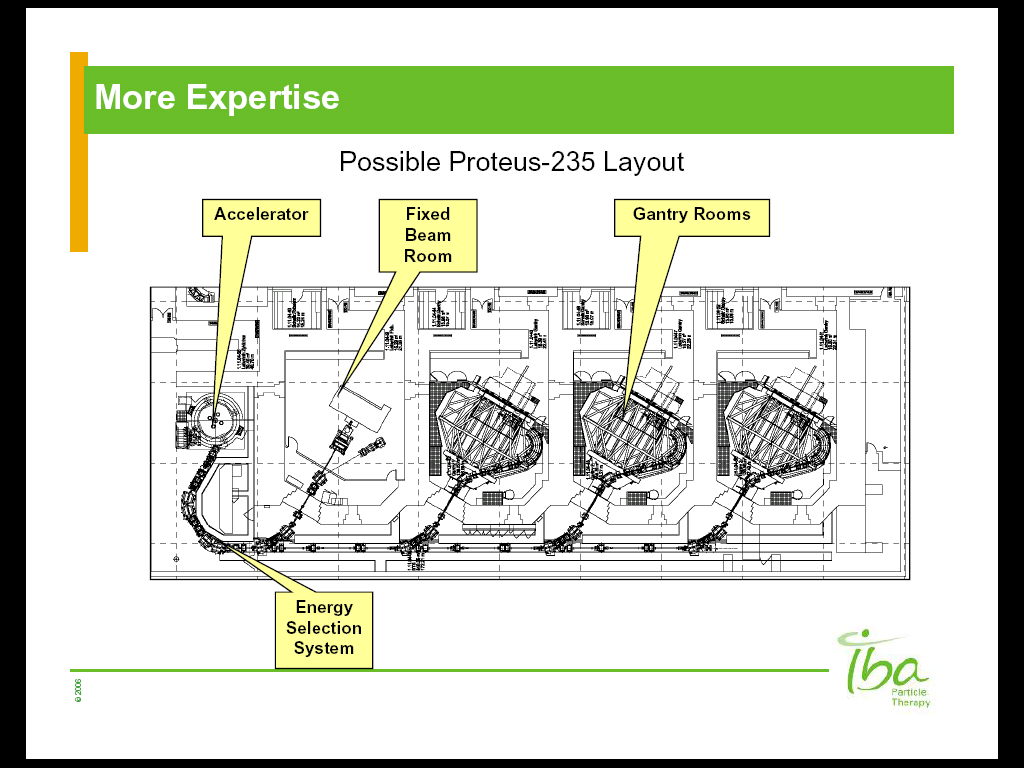 More Expertise
Possible Proteus-235 Layout
Accelerator
Fixed
Beam
Room
Gantry Rooms
Energy
Selection
System
© 2006
iba
Particle
Therapy